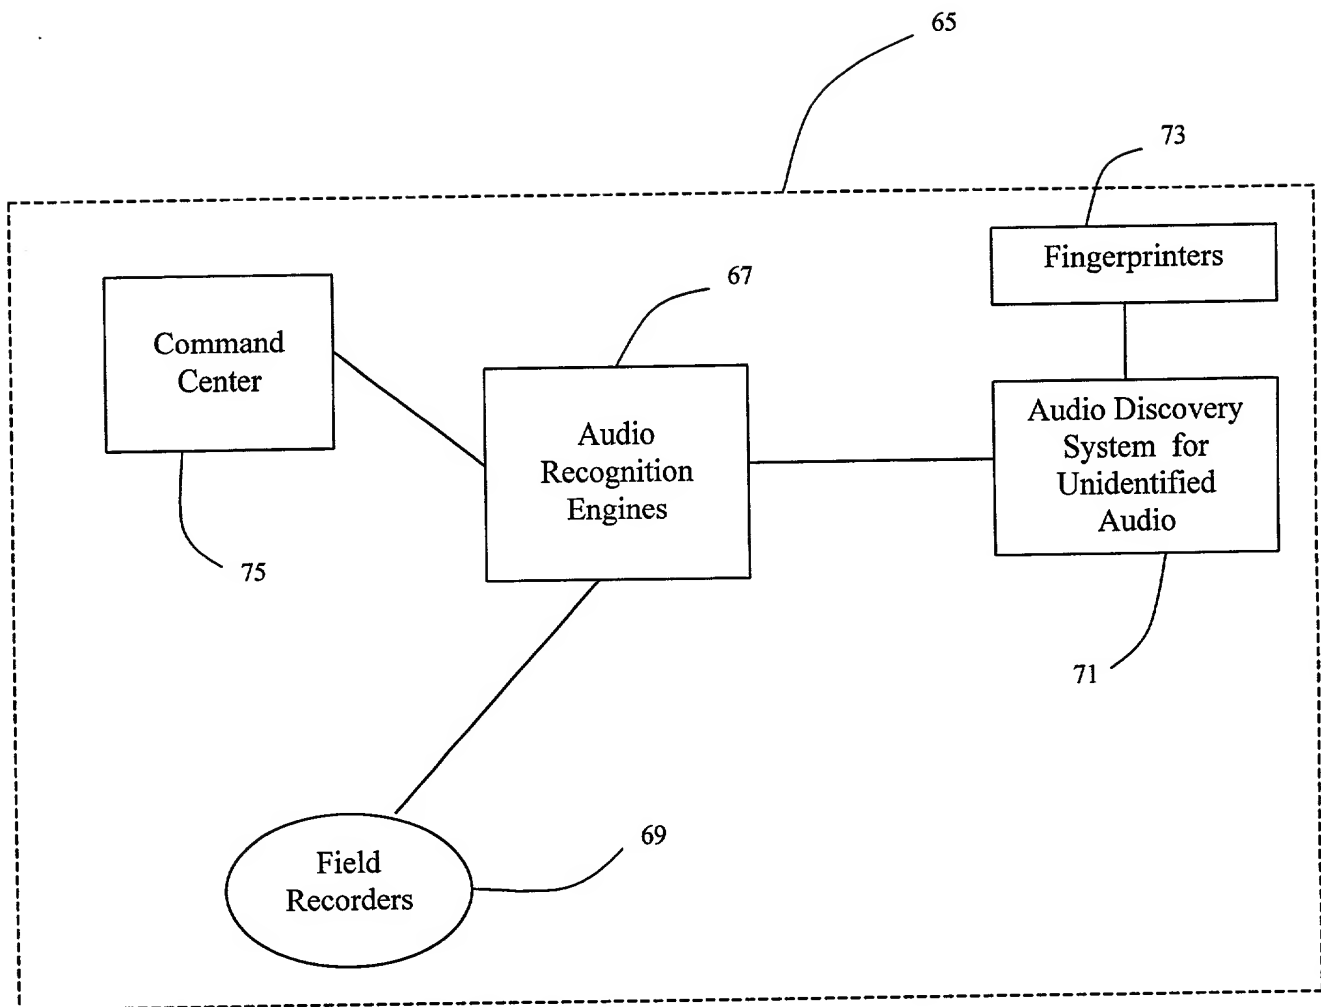 65
73
Fingerprinters
67
Command
Center
Audio
Recognition
Engines
Audio Discovery
System for
Unidentified
Audio
75
71
69
Field
Recorders